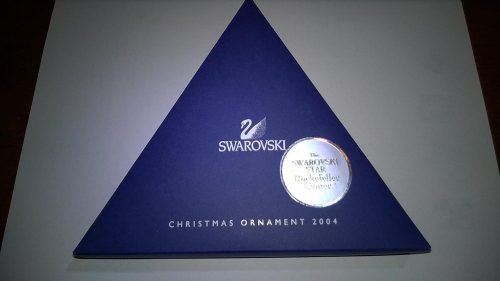 SWAROVSKI
The
SWAROVSKI
STAR
Rockefeller
Center
CHRISTMAS ORNAMENT 2004